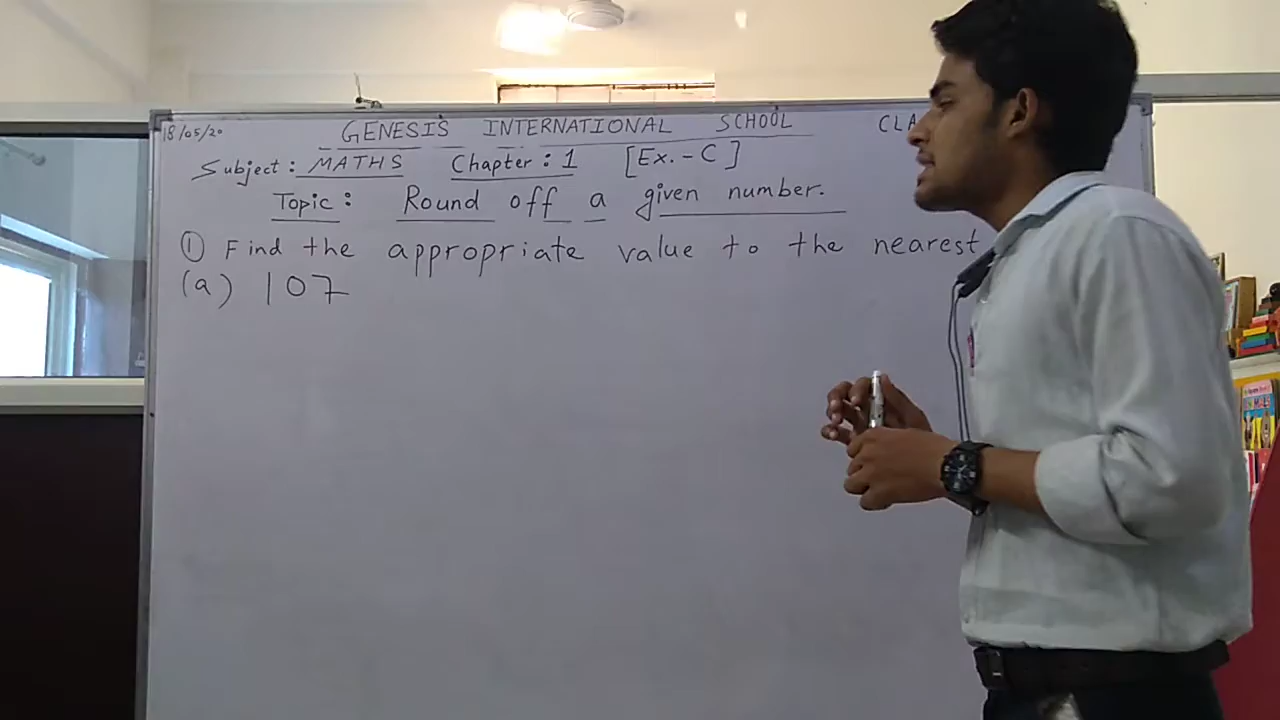 18/05/20 GENESIS INTERNATIONAL SCHOOL CLA
Subject: MATHS Chapter: 1 [Ex.-C]
Topic: Round off a given number.
① Find the appropriate value to the nearest
(a) 107